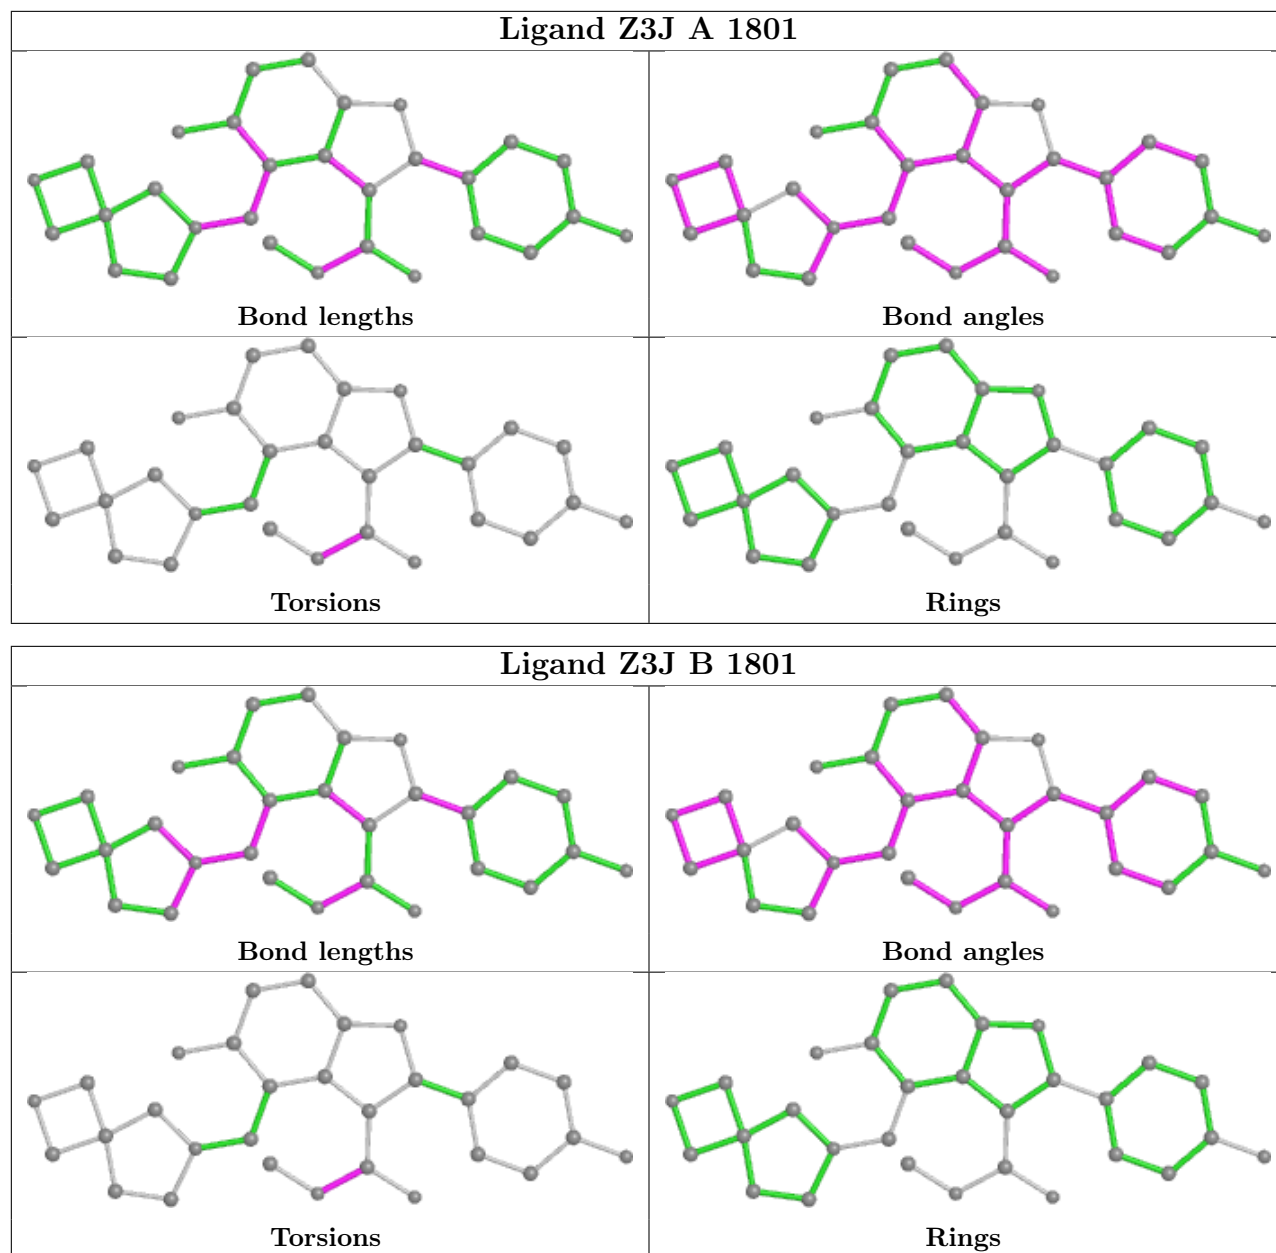 Ligand Z3J A 1801
Bond lengths
Bond angles
Torsions
Rings
Ligand Z3J B 1801
Bond lengths
Bond angles
Torsions
Rings